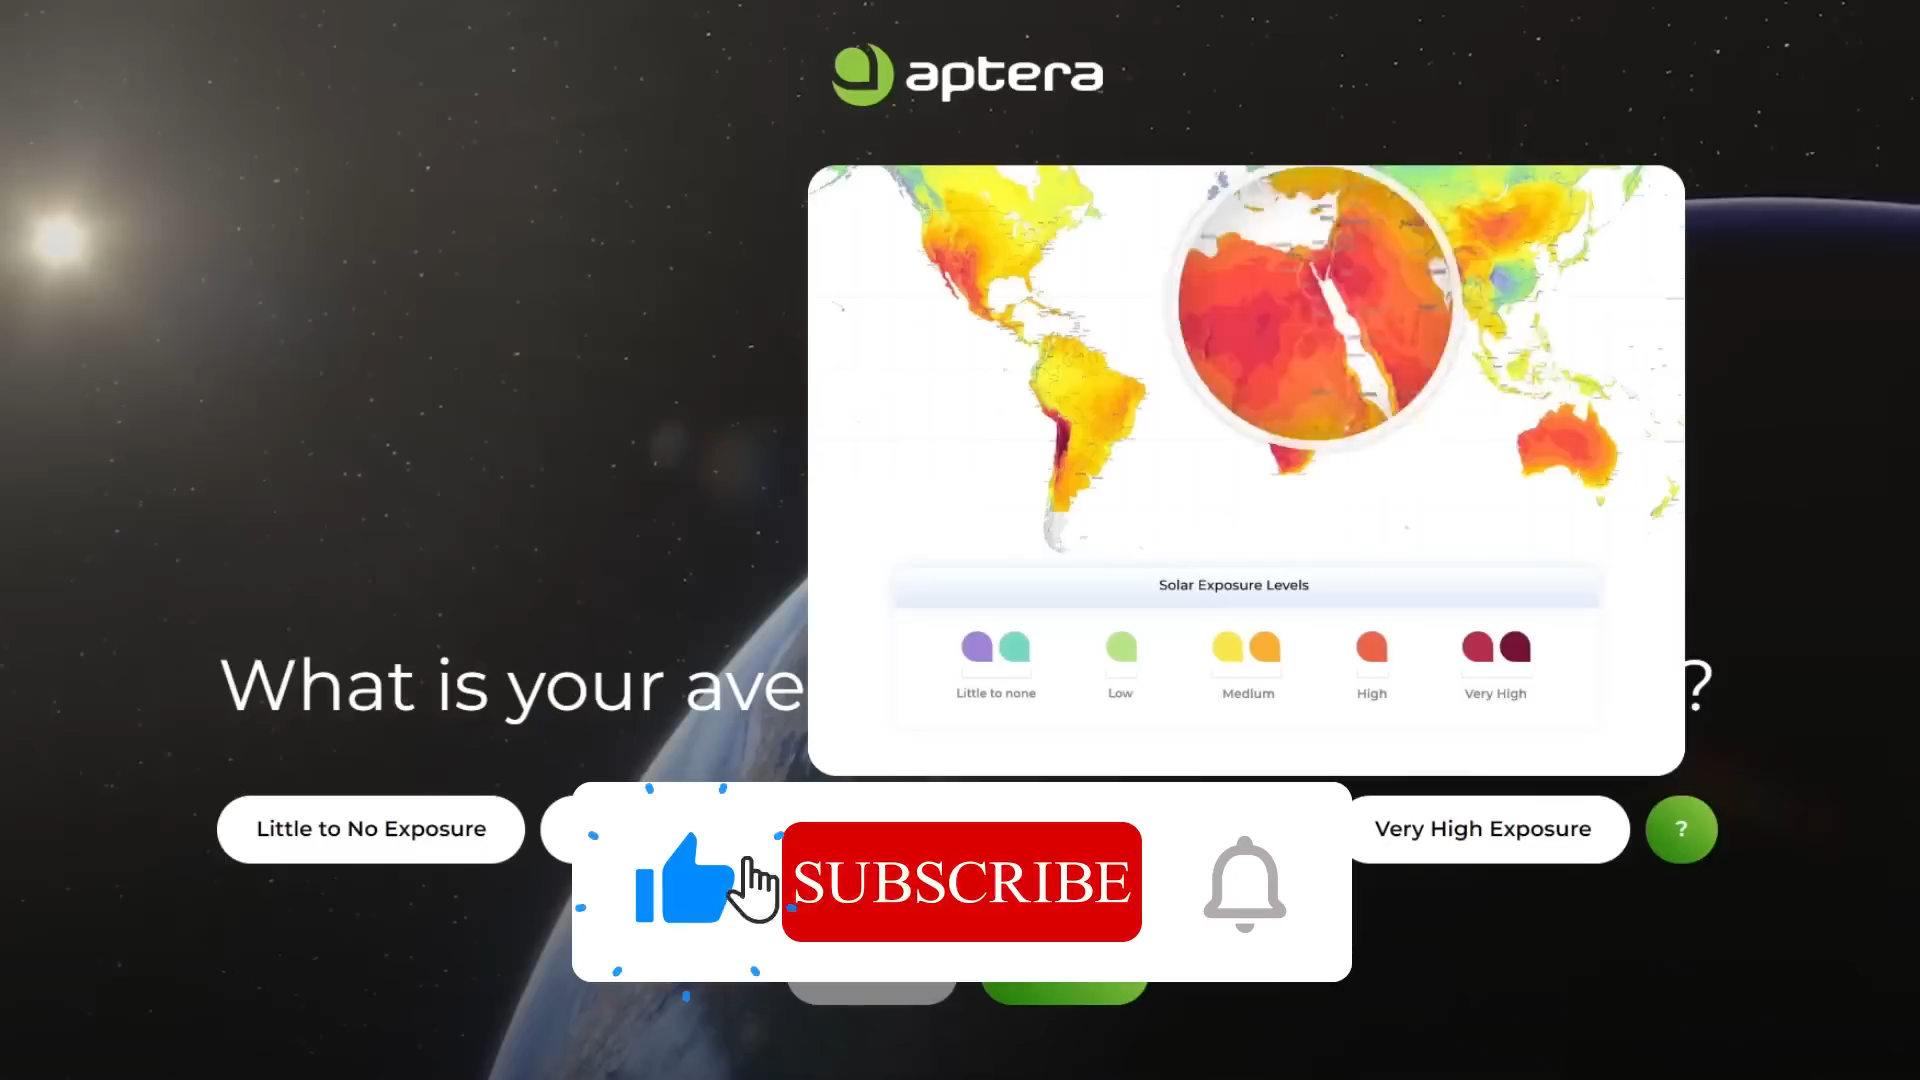 aptera
Solar Exposure Levels
Little to none
Low
Medium
High
Very High
What is your ave
?
Little to No Exposure
Very High Exposure
?
SUBSCRIBE